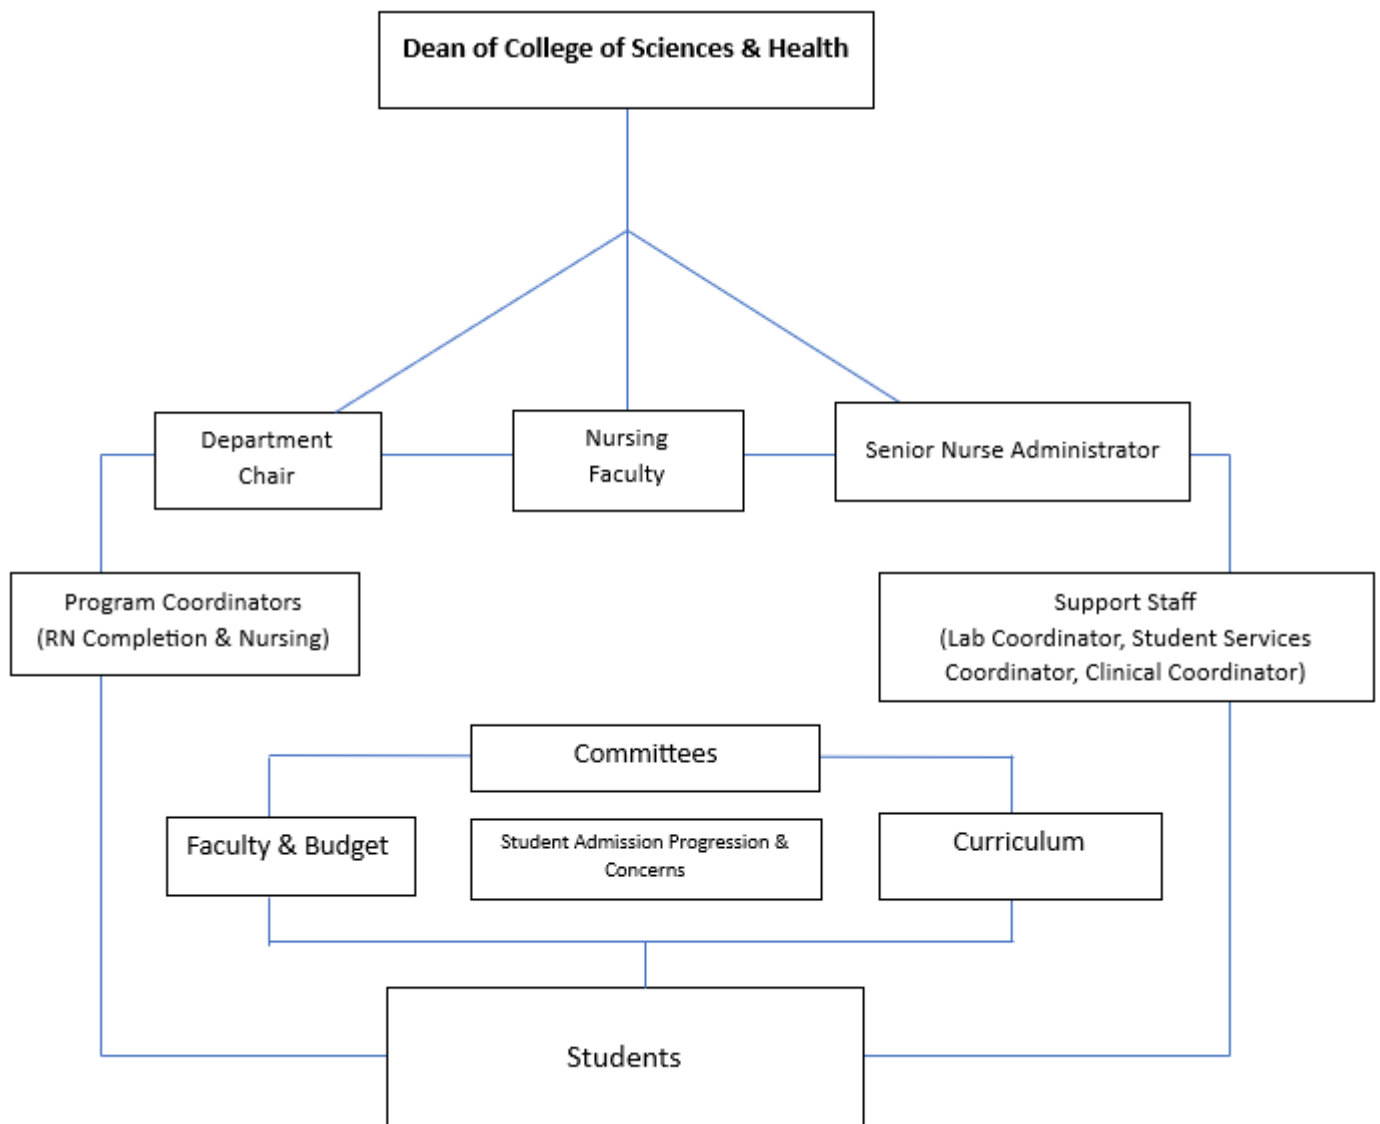 Dean of College of Sciences & Health
Department
Chair
Nursing
Faculty
Senior Nurse Administrator
Program Coordinators
(RN Completion & Nursing)
Support Staff
(Lab Coordinator, Student Services
Coordinator, Clinical Coordinator)
Committees
Faculty & Budget
Student Admission Progression &
Concerns
Curriculum
Students